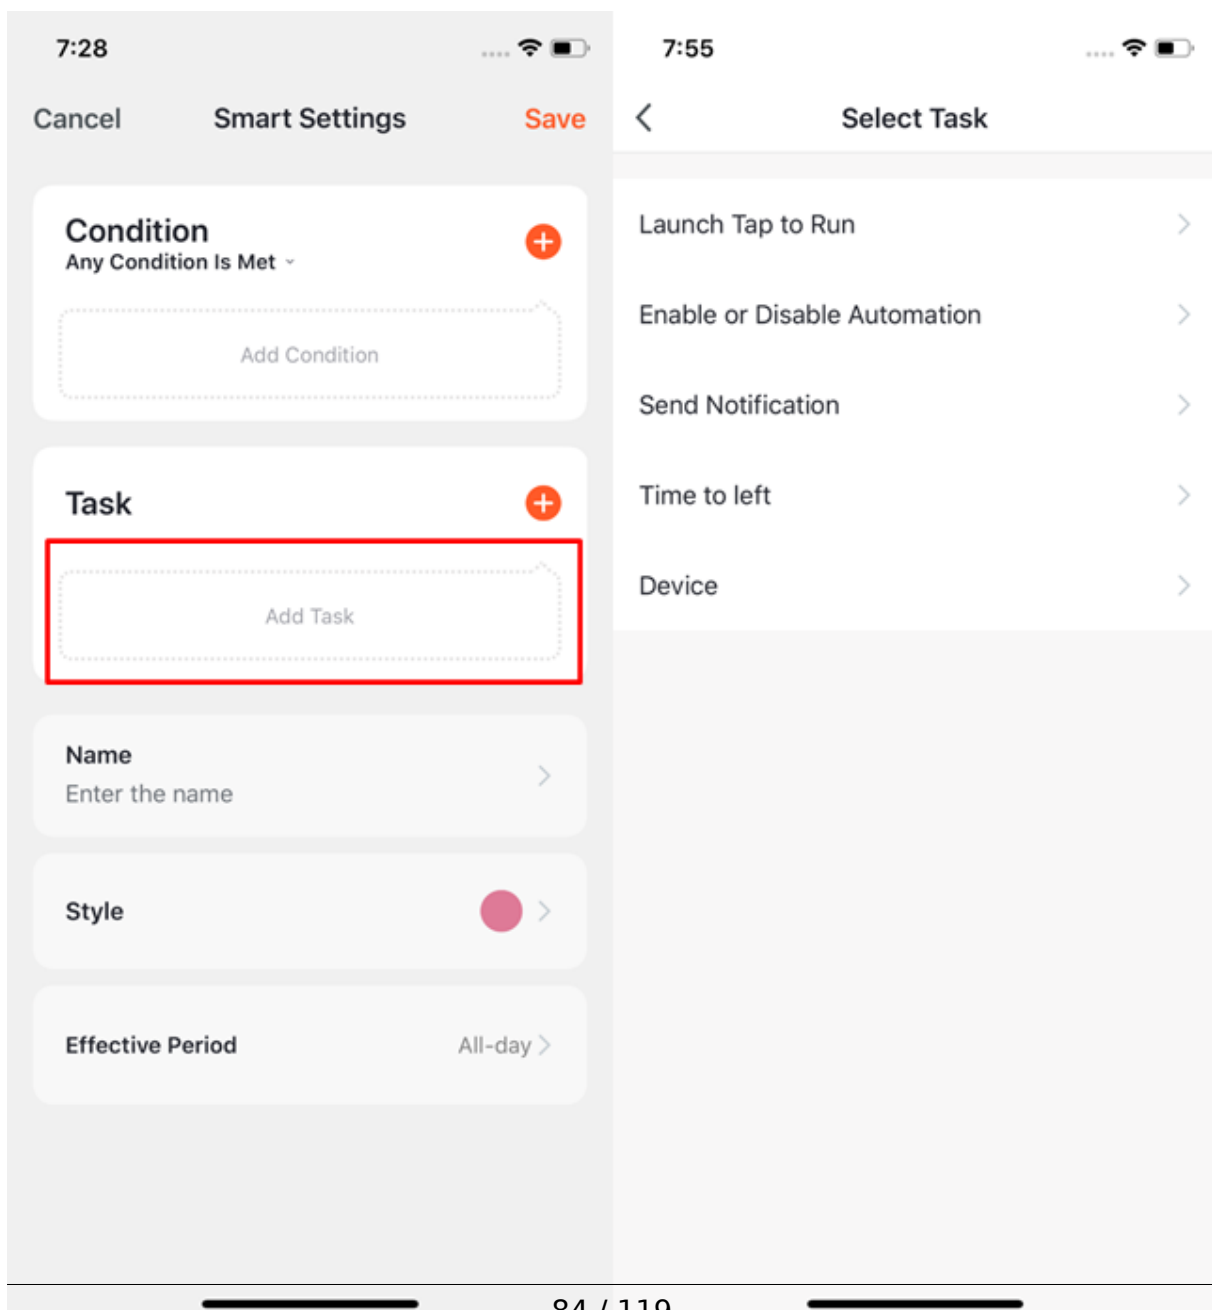 7:28
Cancel
Smart Settings
Save
Condition
Any Condition Is Met
Add Condition
Task
Add Task
Name
Enter the name
Style
Effective Period
All-day
7:55
Select Task
Launch Tap to Run
Enable or Disable Automation
Send Notification
Time to left
Device
84 / 119